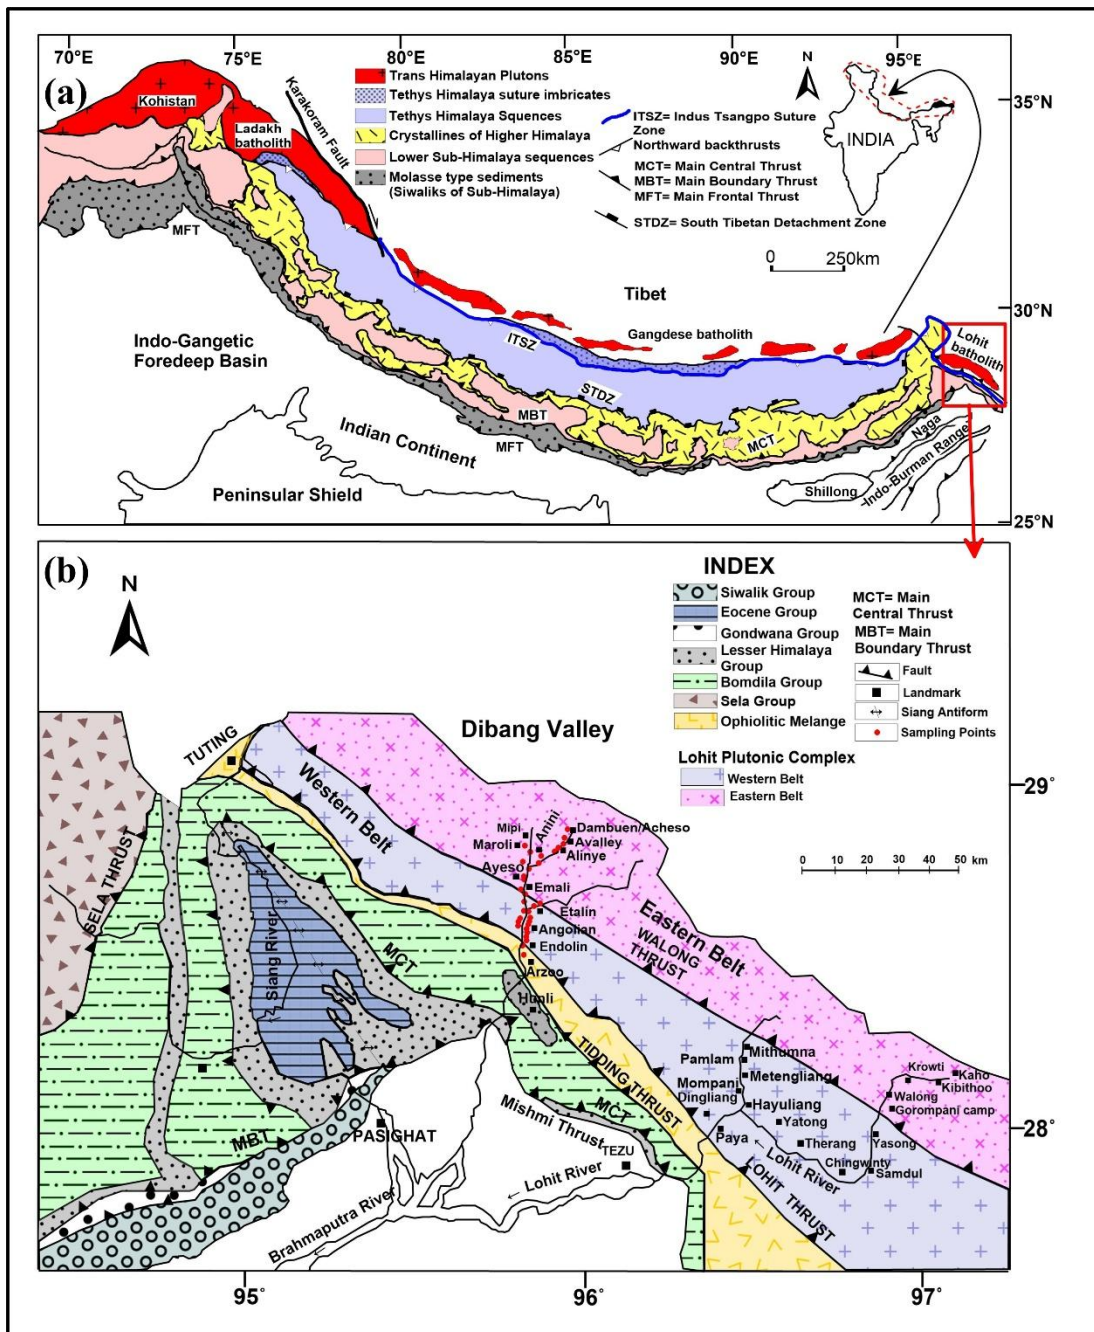 70°E 75°E 80°E 85°E 90°E 95°E
(a)
Kohistan
Ladakh
batholith
Karakoram Fault
Trans Himalayan Plutons
Tethys Himalaya suture imbricates
Tethys Himalaya Squences
Crystallines of Higher Himalaya
Lower Sub-Himalaya sequences
Molasse type sediments
(Siwaliks of Sub-Himalaya)
N
INDIA
ITSZ= Indus Tsangpo Suture
Zone
Northward backthrusts
MCT= Main Central Thrust
MBT= Main Boundary Thrust
MFT= Main Frontal Thrust
STDZ= South Tibetan Detachment Zone
0 250km
35°N
30°N
25°N
MFT
Tibet
Indo-Gangetic
Foredeep Basin
ITSZ
Gangdese batholith
Lohit
batholith
STDZ
MBT
MFT
MCT
Indian Continent
Peninsular Shield
Naga
Shillong
Indo-Burman Range
(b)
N
INDEX
Siwalik Group
Eocene Group
Gondwana Group
Lesser Himalaya
Group
Bomdila Group
Sela Group
Ophiolitic Melange
MCT= Main
Central Thrust
MBT= Main
Boundary Thrust
Fault
Landmark
Siang Antiform
Sampling Points
Lohit Plutonic Complex
Western Belt
Eastern Belt
Dibang Valley
TUTING
Western Belt
SELA THRUST
Siang River
MCT
Mipi
Anini
Dambuen/Acheso
Maroli
Avalley
Alinye
Ayeso
Emali
Etalin
Angolian
Endolin
Arzoo
Hunli
0 10 20 30 40 50 km
29°
28°
Eastern Belt
WALONG
THRUST
TIDDING THRUST
Pamlam
Mithumna
Mompani
Metengliang
Dingliang
Hayuliang
Paya
Yatong
Therang
Chingwinty
Samdul
Yasong
Krowti
Kaho
Kibithoo
Walong
Gorompani camp
MBT
PASIGHAT
Mishmi Thrust
MCT
TEZU
← Lohit River
Brahmaputra River
← Lohit River
LOHIT THRUST
95° 96° 97°